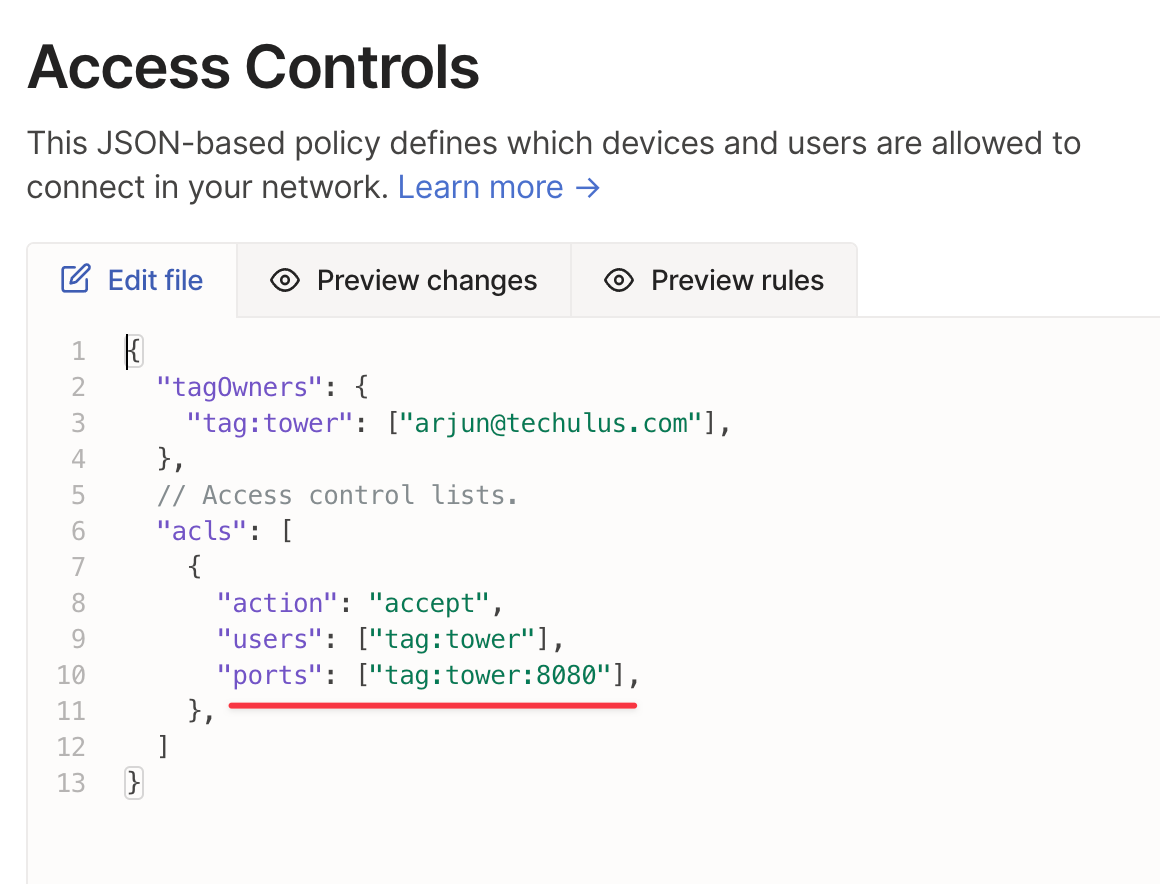 Access Controls
This JSON-based policy defines which devices and users are allowed to
connect in your network. Learn more →
Edit file
Preview changes
Preview rules
1 {
2   "tagOwners": {
3     "tag:tower": ["arjun@techulus.com"],
4   },
5   // Access control lists.
6   "acls": [
7     {
8       "action": "accept",
9       "users": ["tag:tower"],
10       "ports": ["tag:tower:8080"],
11     },
12   ]
13 }